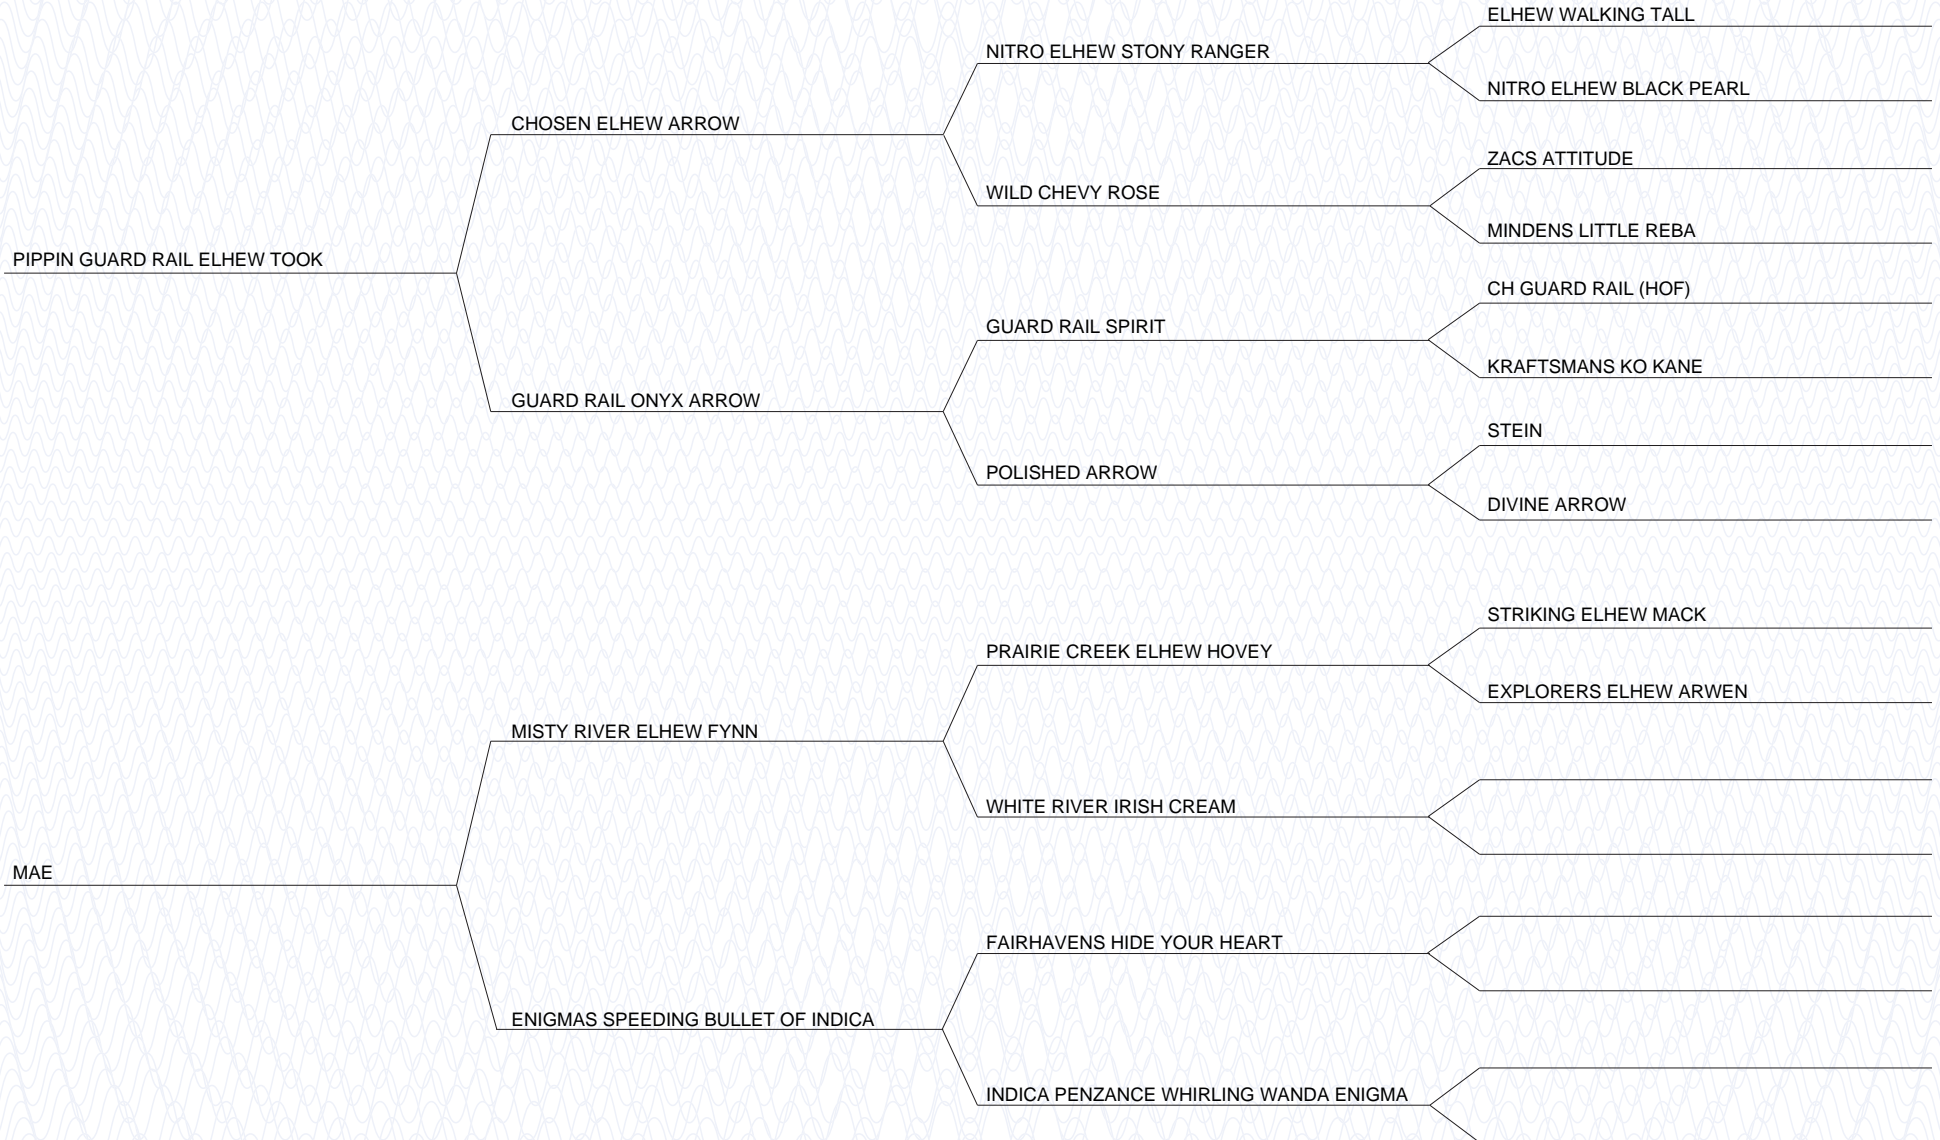 ELHEW WALKING TALL
NITRO ELHEW STONY RANGER
NITRO ELHEW BLACK PEARL
CHOSEN ELHEW ARROW
ZACS ATTITUDE
WILD CHEVY ROSE
MINDENS LITTLE REBA
PIPPIN GUARD RAIL ELHEW TOOK
CH GUARD RAIL (HOF)
GUARD RAIL SPIRIT
KRAFTSMANS KO KANE
GUARD RAIL ONYX ARROW
STEIN
POLISHED ARROW
DIVINE ARROW
STRIKING ELHEW MACK
PRAIRIE CREEK ELHEW HOVEY
EXPLORERS ELHEW ARWEN
MISTY RIVER ELHEW FYNN
WHITE RIVER IRISH CREAM
MAE
FAIRHAVENS HIDE YOUR HEART
ENIGMAS SPEEDING BULLET OF INDICA
INDICA PENZANCE WHIRLING WANDA ENIGMA